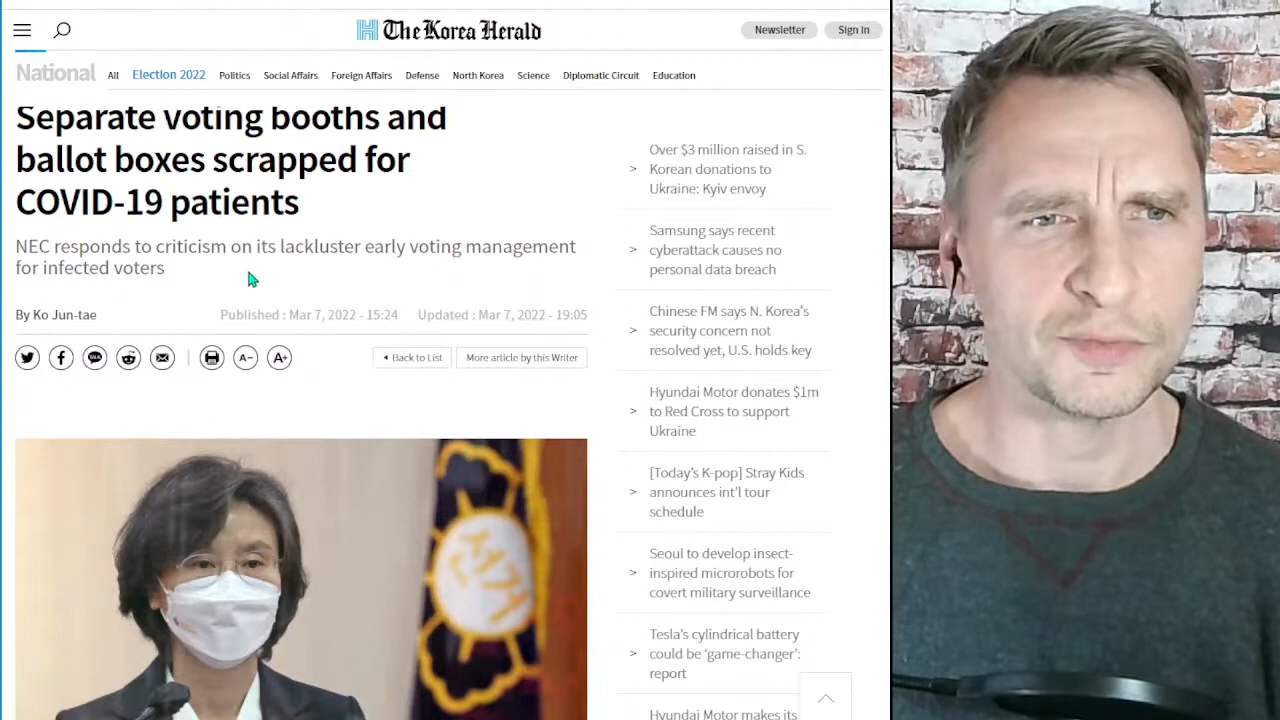 The Korea Herald
Newsletter
Sign In
National
All
Election 2022
Politics
Social Affairs
Foreign Affairs
Defense
North Korea
Science
Diplomatic Circuit
Education
Separate voting booths and
ballot boxes scrapped for
COVID-19 patients
NEC responds to criticism on its lackluster early voting management
for infected voters
By Ko Jun-tae
Published : Mar 7, 2022 - 15:24
Updated : Mar 7, 2022 - 19:05
TALK
A-
A+
Back to List
More article by this Writer
선거
> Over $3 million raised in S.
Korean donations to
Ukraine: Kyiv envoy
> Samsung says recent
cyberattack causes no
personal data breach
> Chinese FM says N. Korea's
security concern not
resolved yet, U.S. holds key
> Hyundai Motor donates $1m
to Red Cross to support
Ukraine
> [Today's K-pop] Stray Kids
announces int'l tour
schedule
> Seoul to develop insect-
inspired microrobots for
covert military surveillance
> Tesla's cylindrical battery
could be 'game-changer':
report
Hyundai Motor makes its